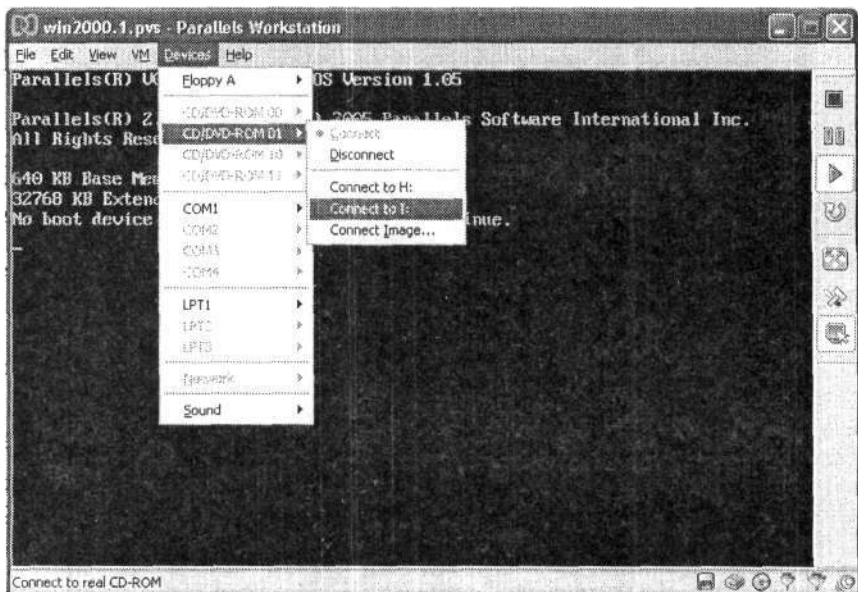 win2000.1.pvs - Parallels Workstation
File Edit View VM Devices Help
Parallels(R) OS Version 1.05
Parallels(R) 2. 2005 Parallels Software International Inc.
All Rights Rese
640 KB Base Mem
32768 KB Extend
No boot device inue.
Floppy A
CD/DVD-ROM 00
CD/DVD-ROM 01
CD/DVD-ROM 10
CD/DVD-ROM 11
COM1
COM2
COM3
COM4
LPT1
LPT2
LPT3
Network
Sound
Connect
Disconnect
Connect to H:
Connect to I:
Connect Image...
Connect to real CD-ROM